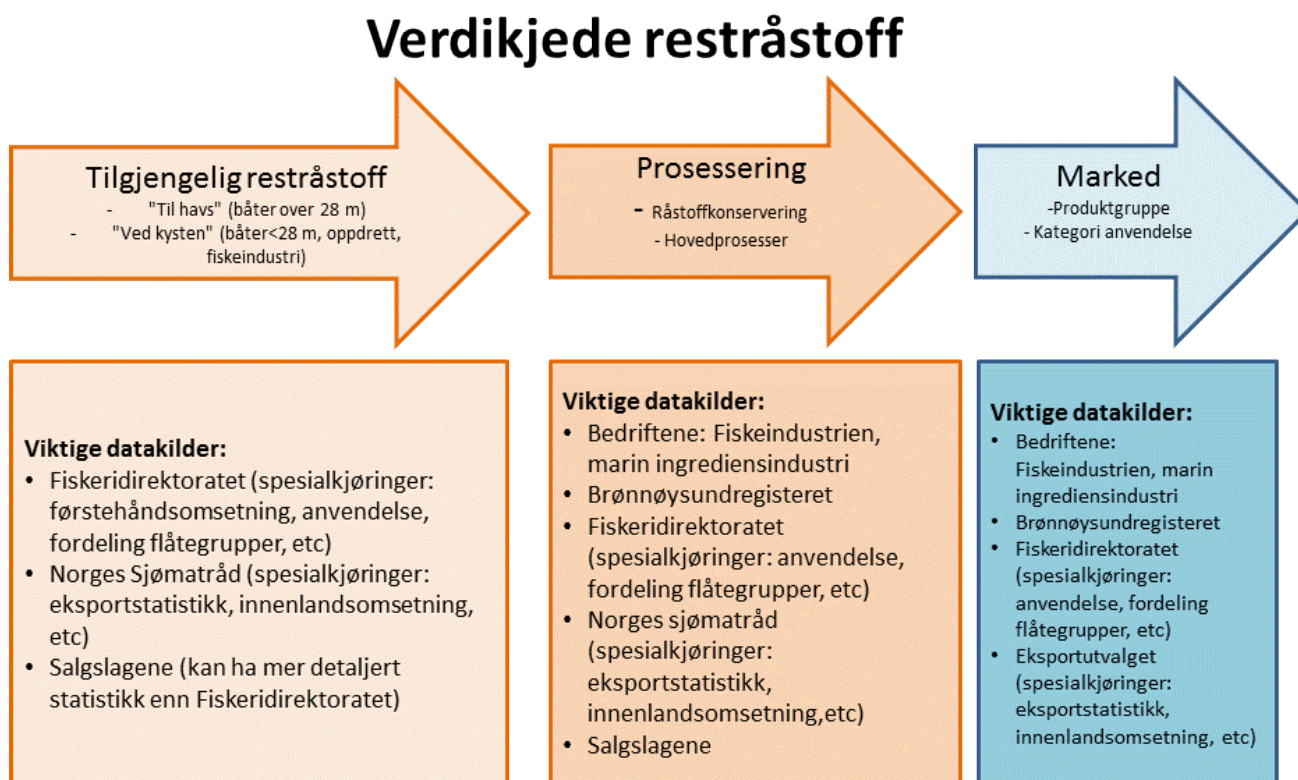 Verdikjede restråstoff
Tilgjengelig restråstoff
- "Til havs" (båter over 28 m)
- "Ved kysten" (båter<28 m, oppdrett,
fiskeindustri)
Prosessering
- Råstoffkonservering
- Hovedprosesser
Marked
-Produktgruppe
- Kategori anvendelse
Viktige datakilder:
• Fiskeridirektoratet (spesialkjøringer:
førstehåndsomsetning, anvendelse,
fordeling flåtegrupper, etc)
• Norges Sjømatråd (spesialkjøringer:
eksportstatistikk, innenlandsomsetning,
etc)
• Salgslagene (kan ha mer detaljert
statistikk enn Fiskeridirektoratet)
Viktige datakilder:
• Bedriftene: Fiskeindustrien,
marin ingrediensindustri
• Brønnøysundregisteret
• Fiskeridirektoratet
(spesialkjøringer: anvendelse,
fordeling flåtegrupper, etc)
• Norges sjømatråd
(spesialkjøringer:
eksportstatistikk,
innenlandsomsetning,etc)
• Salgslagene
Viktige datakilder:
• Bedriftene:
Fiskeindustrien, marin
ingrediensindustri
• Brønnøysundregisteret
• Fiskeridirektoratet
(spesialkjøringer:
anvendelse, fordeling
flåtegrupper, etc)
• Eksportutvalget
(spesialkjøringer:
eksportstatistikk,
innenlandsomsetning, etc)